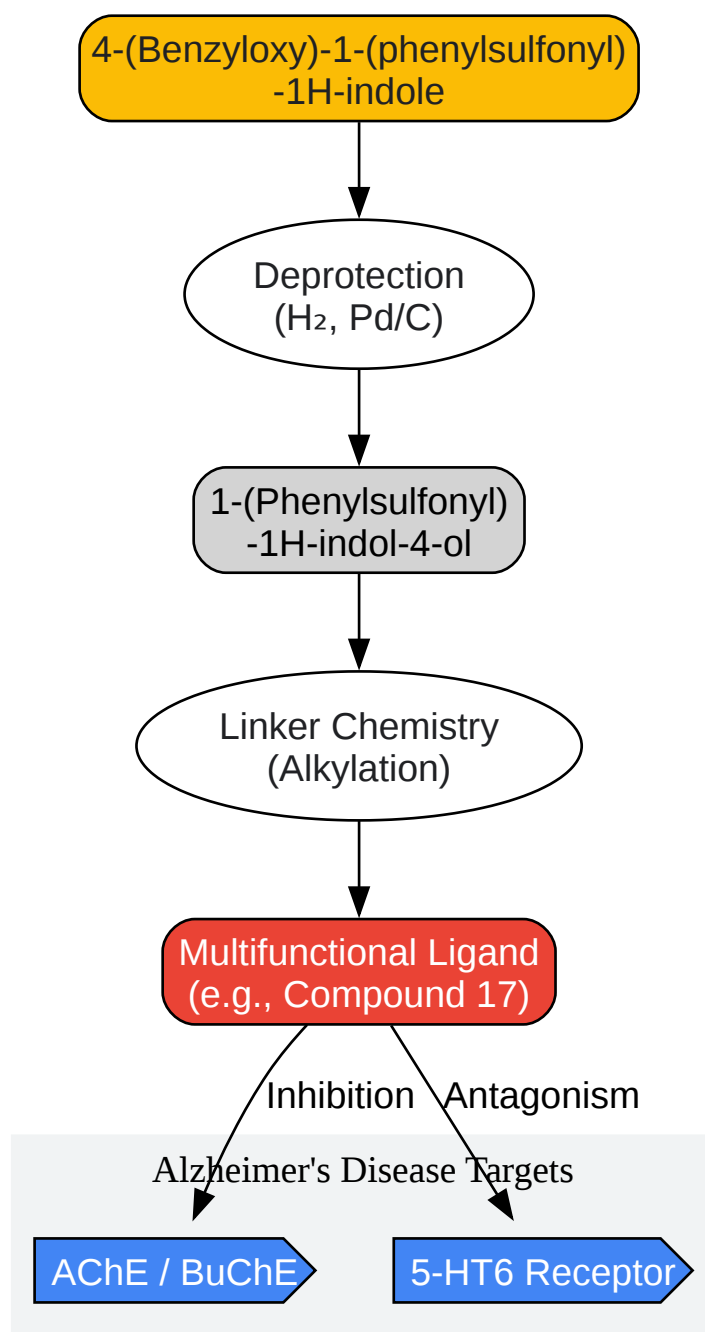 4-(Benzyloxy)-1-(phenylsulfonyl)
-1H-indole
Deprotection
(H₂, Pd/C)
1-(Phenylsulfonyl)
-1H-indol-4-ol
Linker Chemistry
(Alkylation)
Multifunctional Ligand
(e.g., Compound 17)
Inhibition
Antagonism
Alzheimer's Disease Targets
AChE / BuChE
5-HT6 Receptor